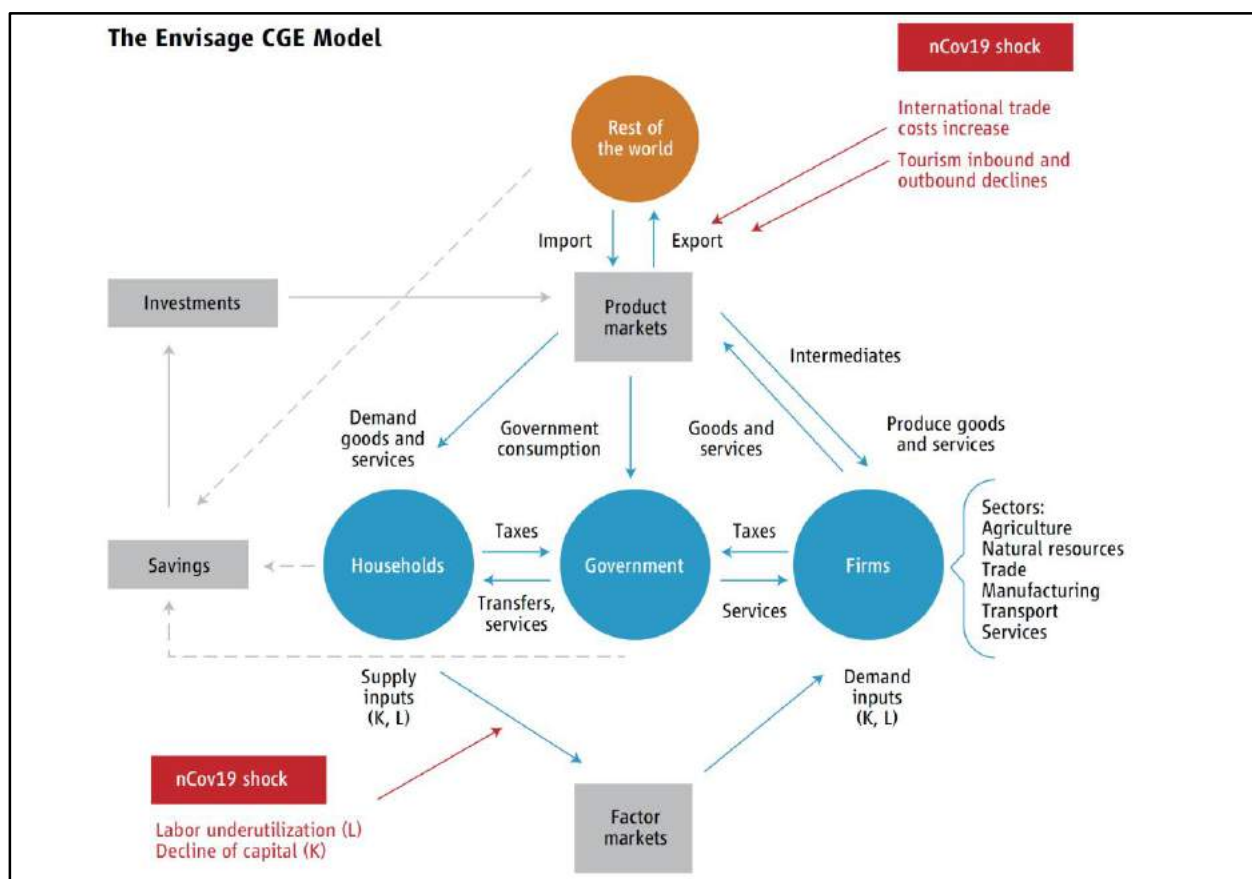 The Envisage CGE Model
nCov19 shock
International trade
costs increase
Tourism inbound and
outbound declines
Rest of
the world
Import
Export
Investments
Product
markets
Intermediates
Demand
goods and
services
Government
consumption
Goods and
services
Produce goods
and services
Savings
Households
Taxes
Transfers,
services
Government
Taxes
Services
Firms
Sectors:
Agriculture
Natural resources
Trade
Manufacturing
Transport
Services
Supply
inputs
(K, L)
Demand
inputs
(K, L)
nCov19 shock
Labor underutilization (L)
Decline of capital (K)
Factor
markets